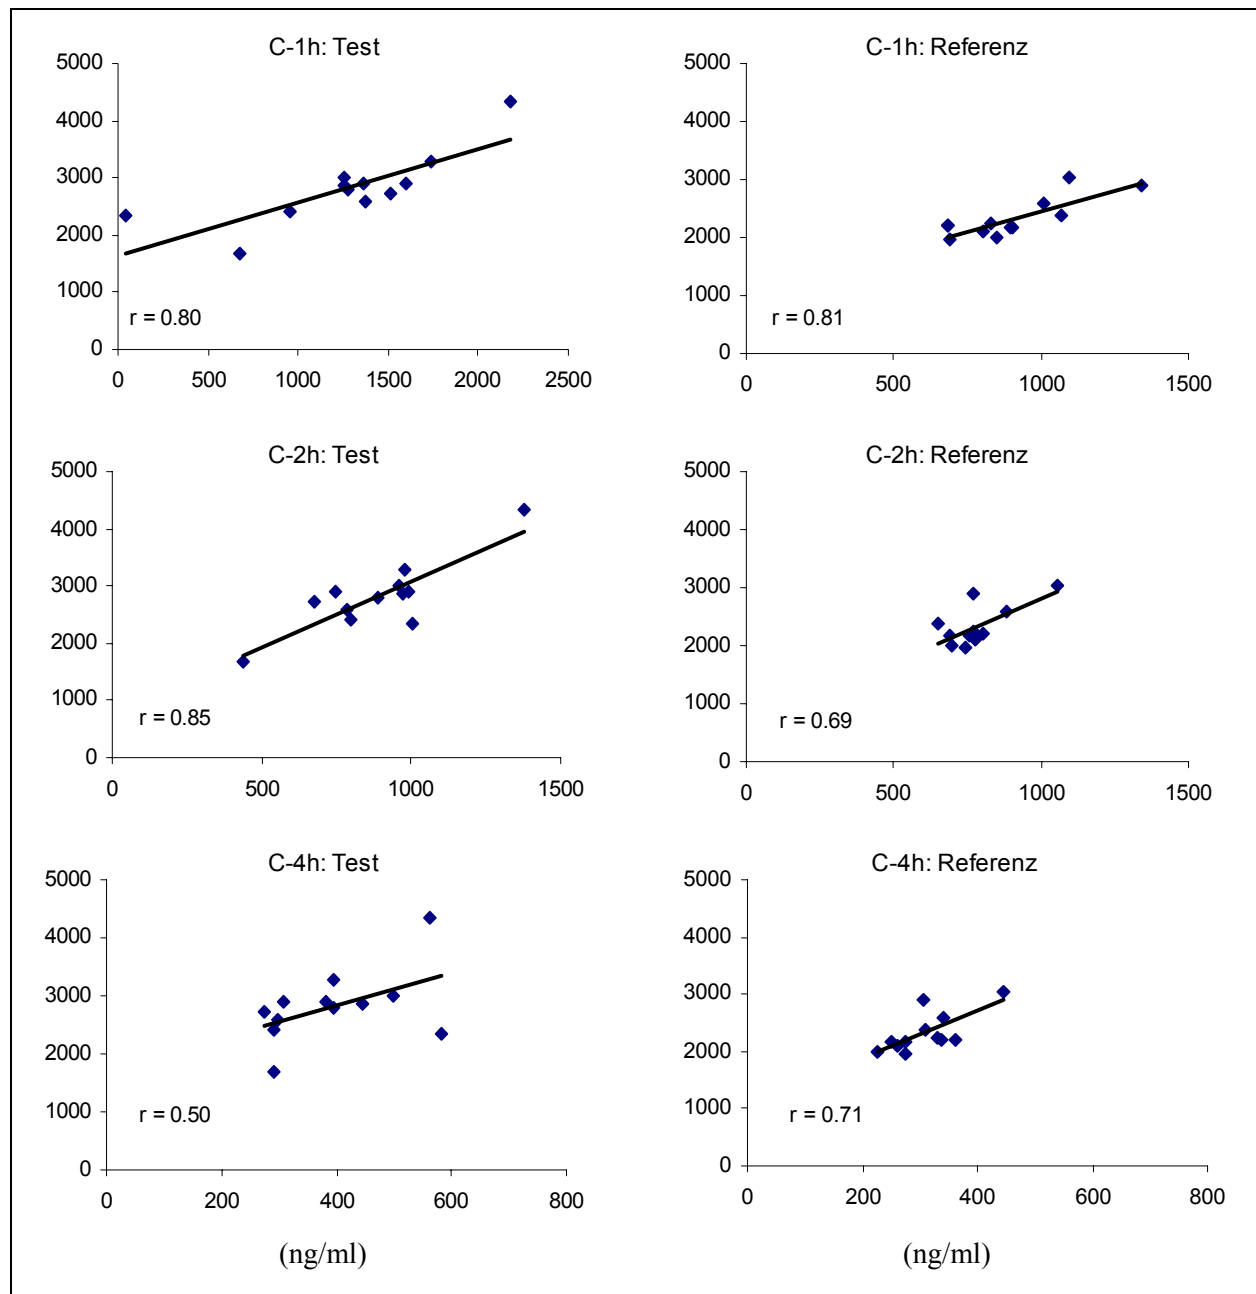 C-1h: Test
5000
4000
3000
2000
1000
0
r = 0.80
0 500 1000 1500 2000 2500
C-1h: Referenz
5000
4000
3000
2000
1000
0
r = 0.81
0 500 1000 1500
C-2h: Test
5000
4000
3000
2000
1000
0
r = 0.85
0 500 1000 1500
C-2h: Referenz
5000
4000
3000
2000
1000
0
r = 0.69
0 500 1000 1500
C-4h: Test
5000
4000
3000
2000
1000
0
r = 0.50
0 200 400 600 800
(ng/ml)
C-4h: Referenz
5000
4000
3000
2000
1000
0
r = 0.71
0 200 400 600 800
(ng/ml)